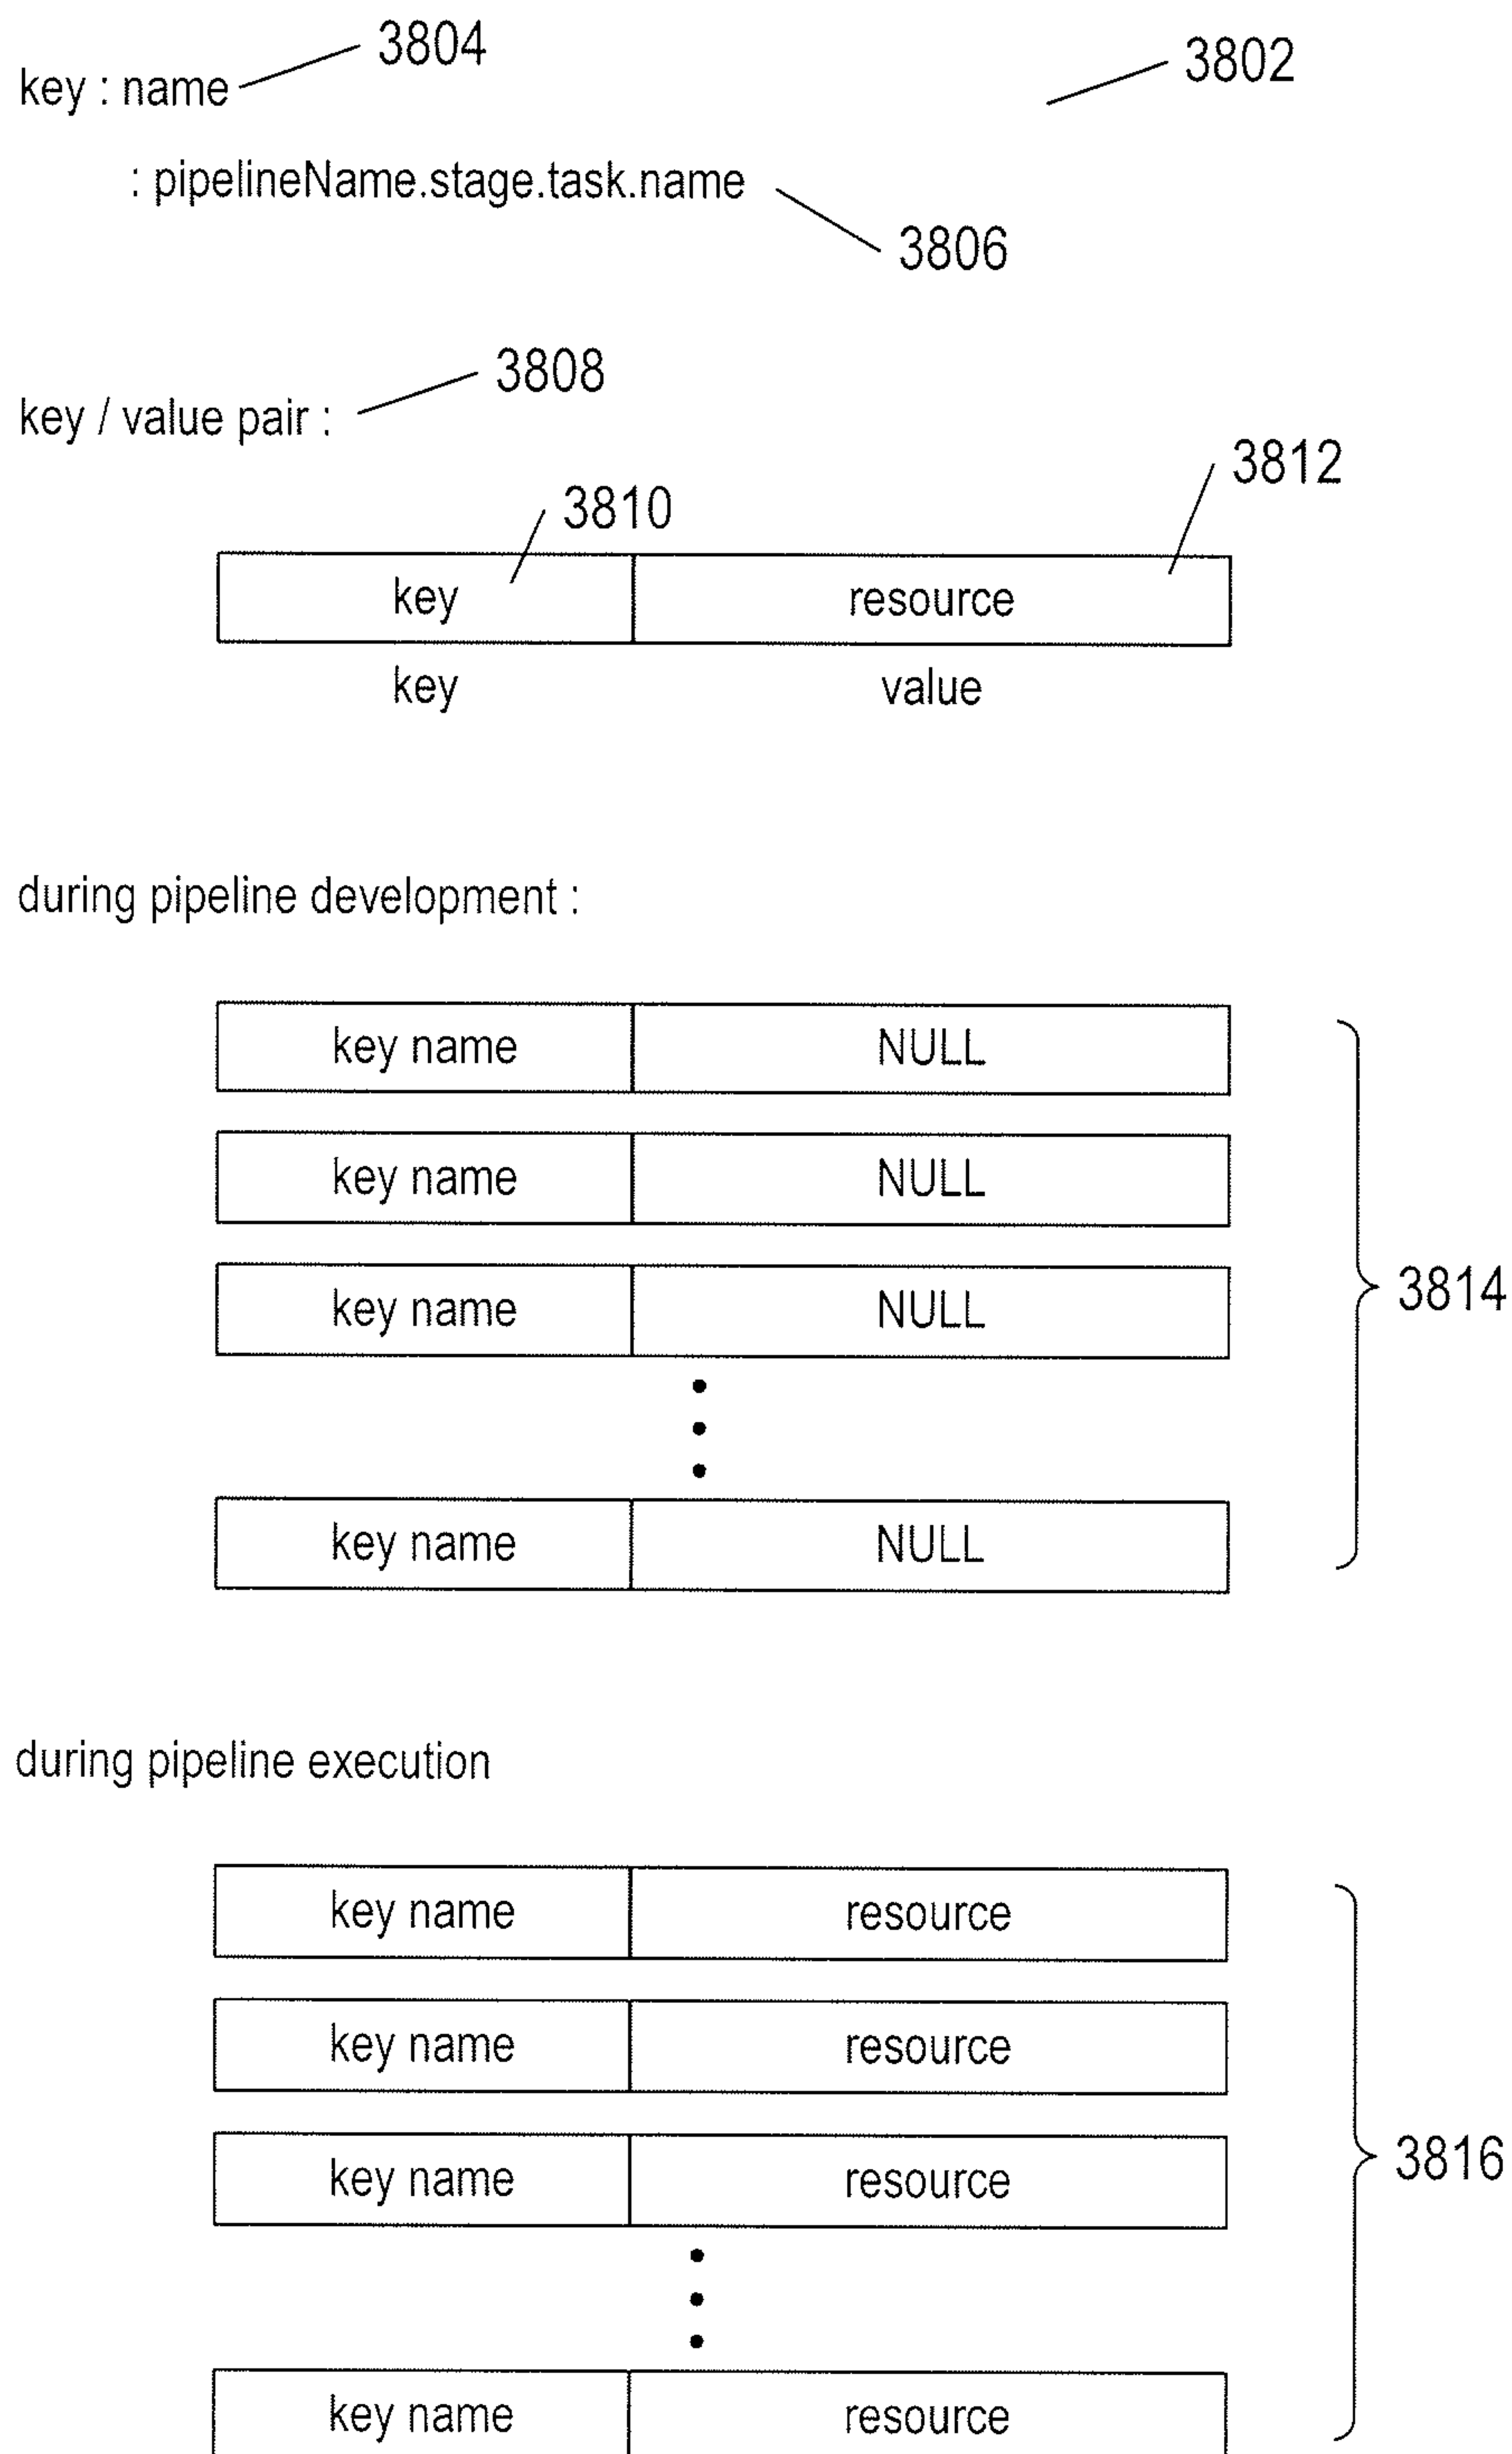 3804
3802
key : name
: pipelineName.stage.task.name
3806
3808
key / value pair :
3812
3810
key resource
key value
during pipeline development :
key name NULL
key name NULL
key name NULL
3814
key name NULL
during pipeline execution
key name resource
key name resource
key name resource
3816
key name resource